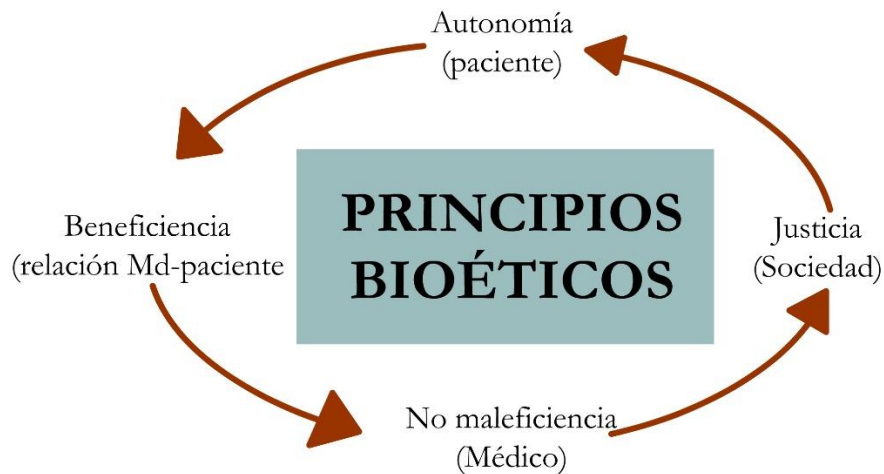 Autonomía
(paciente)
PRINCIPIOS
BIOÉTICOS
Beneficiencia
(relación Md-paciente
Justicia
(Sociedad)
No maleficiencia
(Médico)